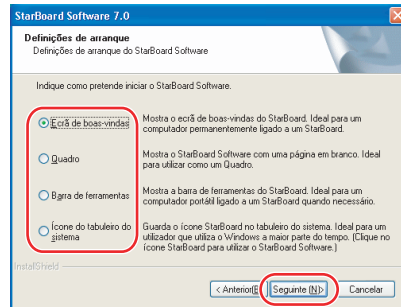 StarBoard Software 7.0
Definições de arranque
Definições de arranque do StarBoard Software
Indique como pretende iniciar o StarBoard Software.
Ecrã de boas-vindas
Mostra o ecrã de boas-vindas do StarBoard. Ideal para um
computador permanentemente ligado a um StarBoard.
Quadro
Mostra o StarBoard Software com uma página em branco. Ideal
para utilizar como um Quadro.
Barra de ferramentas
Mostra a barra de ferramentas do StarBoard. Ideal para um
computador portátil ligado a um StarBoard quando necessário.
Ícone do tabuleiro do
sistema
Guarda o ícone StarBoard no tabuleiro do sistema. Ideal para um
utilizador que utiliza o Windows a maior parte do tempo. (Clique no
ícone StarBoard para utilizar o StarBoard Software.)
InstallShield
< Anterior(B
Seguinte (N)>
Cancelar